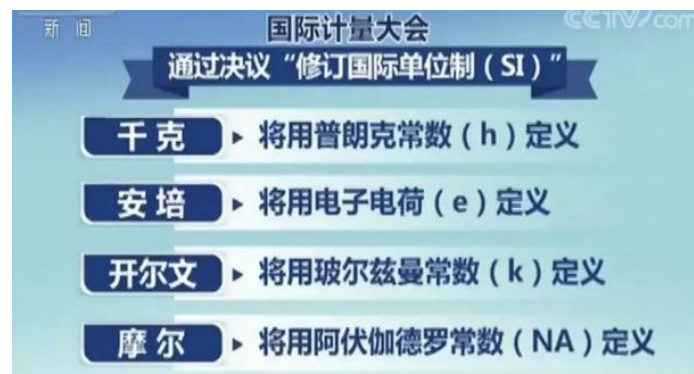 新 闻
CCTV.com
国际计量大会
通过决议“修订国际单位制（SI）”
千克 ▸ 将用普朗克常数（h）定义
安培 ▸ 将用电子电荷（e）定义
开尔文 ▸ 将用玻尔兹曼常数（k）定义
摩尔 ▸ 将用阿伏伽德罗常数（NA）定义